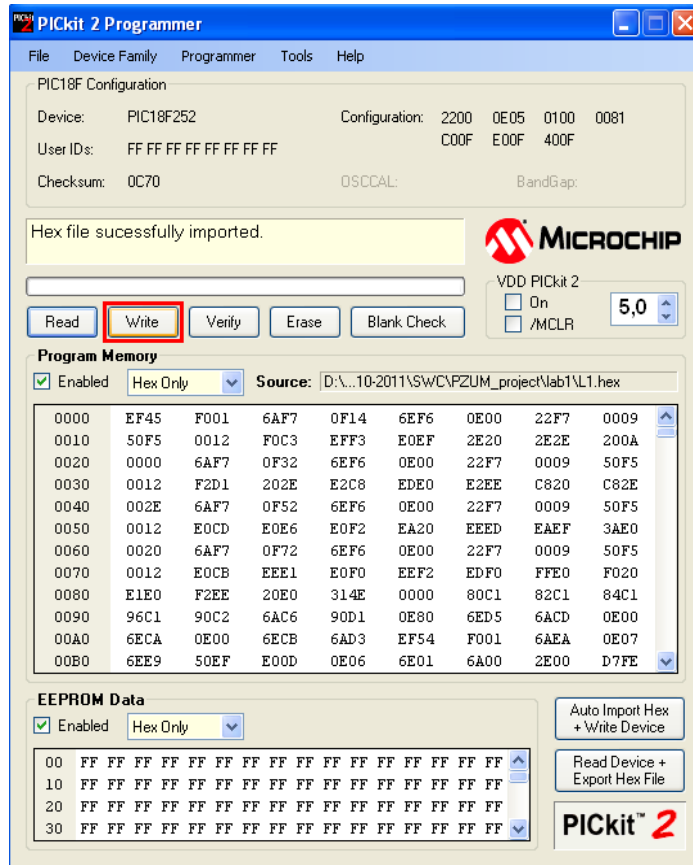 PICkit 2 Programmer
File Device Family Programmer Tools Help
PIC18F Configuration
Device: PIC18F252 Configuration: 2200 0E05 0100 0081
C00F E00F 400F
User IDs: FF FF FF FF FF FF FF FF
Checksum: 0C70 OSCCAL: BandGap:
Hex file sucessfully imported.
MICROCHIP
VDD PICkit 2
On
/MCLR
5,0
Read Write Verify Erase Blank Check
Program Memory
Enabled Hex Only Source: D:\...10-2011\SWC\PZUM_project\lab1\L1.hex
0000 EF45 F001 6AF7 0F14 6EF6 0E00 22F7 0009
0010 50F5 0012 F0C3 EFF3 E0EF 2E20 2E2E 200A
0020 0000 6AF7 0F32 6EF6 0E00 22F7 0009 50F5
0030 0012 F2D1 202E E2C8 EDE0 E2EE C820 C82E
0040 002E 6AF7 0F52 6EF6 0E00 22F7 0009 50F5
0050 0012 E0CD E0E6 E0F2 EA20 EEED EAEF 3AE0
0060 0020 6AF7 0F72 6EF6 0E00 22F7 0009 50F5
0070 0012 E0CB EEE1 E0F0 EEF2 EDF0 FFE0 F020
0080 E1E0 F2EE 20E0 314E 0000 80C1 82C1 84C1
0090 96C1 90C2 6AC6 90D1 0E80 6ED5 6ACD 0E00
00A0 6ECA 0E00 6ECB 6AD3 EF54 F001 6AEA 0E07
00B0 6EE9 50EF E00D 0E06 6E01 6A00 2E00 D7FE
EEPROM Data
Enabled Hex Only
00 FF FF FF FF FF FF FF FF FF FF FF FF FF FF FF FF
10 FF FF FF FF FF FF FF FF FF FF FF FF FF FF FF FF
20 FF FF FF FF FF FF FF FF FF FF FF FF FF FF FF FF
30 FF FF FF FF FF FF FF FF FF FF FF FF FF FF FF FF
Auto Import Hex
+ Write Device
Read Device +
Export Hex File
PICkit™ 2